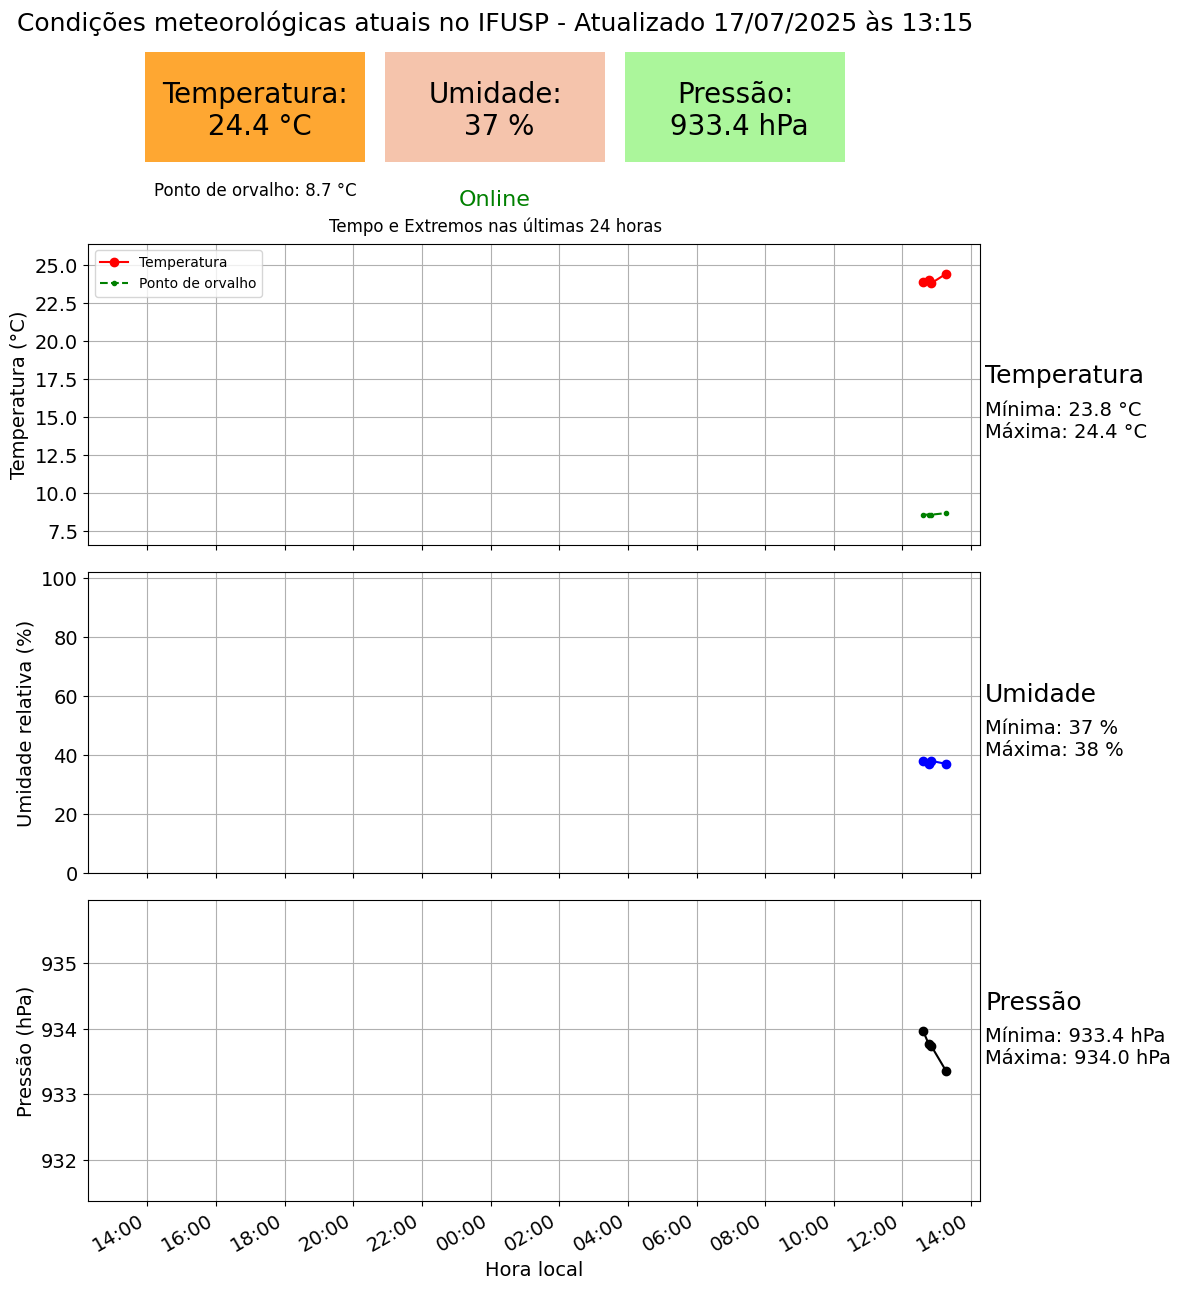 Condições meteorológicas atuais no IFUSP - Atualizado 17/07/2025 às 13:15
Temperatura:
24.4 °C
Umidade:
37 %
Pressão:
933.4 hPa
Ponto de orvalho: 8.7 °C
Online
Tempo e Extremos nas últimas 24 horas
Temperatura
Ponto de orvalho
Temperatura (°C)
25.0
22.5
20.0
17.5
15.0
12.5
10.0
7.5
Temperatura
Mínima: 23.8 °C
Máxima: 24.4 °C
Umidade relativa (%)
100
80
60
40
20
0
Umidade
Mínima: 37 %
Máxima: 38 %
Pressão (hPa)
935
934
933
932
Pressão
Mínima: 933.4 hPa
Máxima: 934.0 hPa
14:00 16:00 18:00 20:00 22:00 00:00 02:00 04:00 06:00 08:00 10:00 12:00 14:00
Hora local